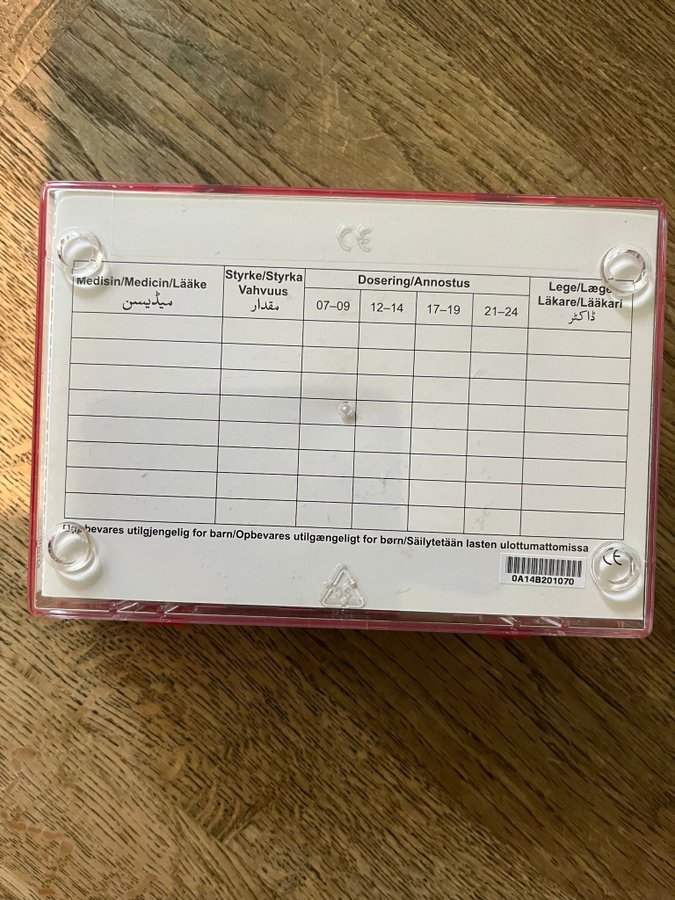 CE
Medisin/Medicin/Lääke
میڈیسن
Styrke/Styrka
Vahvuus
مقدار
Dosering/Annostus
07–09 12–14 17–19 21–24
Lege/Læge
Läkare/Lääkari
ڈاکٹر
Oppbevares utilgjengelig for barn/Opbevares utilgængeligt for børn/Säilytetään lasten ulottumattomissa
CE
0A14B201070